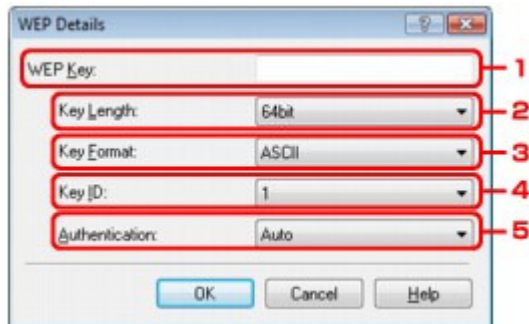 WEP Details
WEP Key: 1
Key Length: 64bit 2
Key Format: ASCII 3
Key ID: 1 4
Authentication: Auto 5
OK Cancel Help